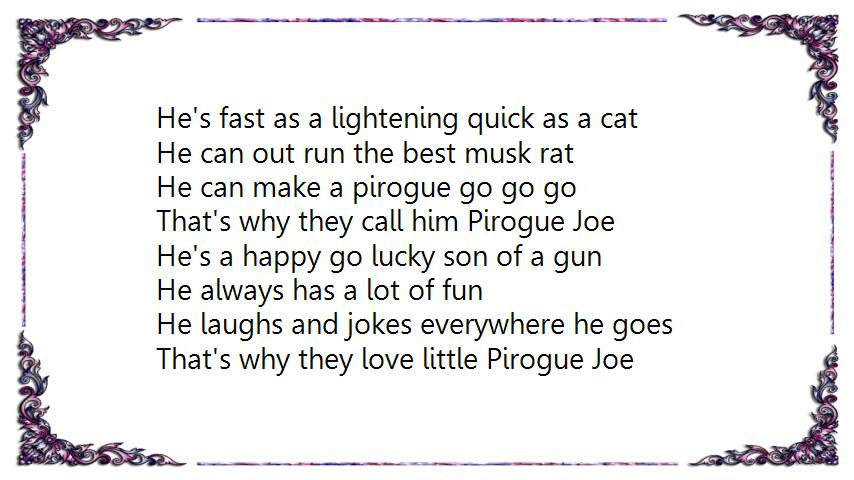 He's fast as a lightening quick as a cat
He can out run the best musk rat
He can make a pirogue go go go
That's why they call him Pirogue Joe
He's a happy go lucky son of a gun
He always has a lot of fun
He laughs and jokes everywhere he goes
That's why they love little Pirogue Joe